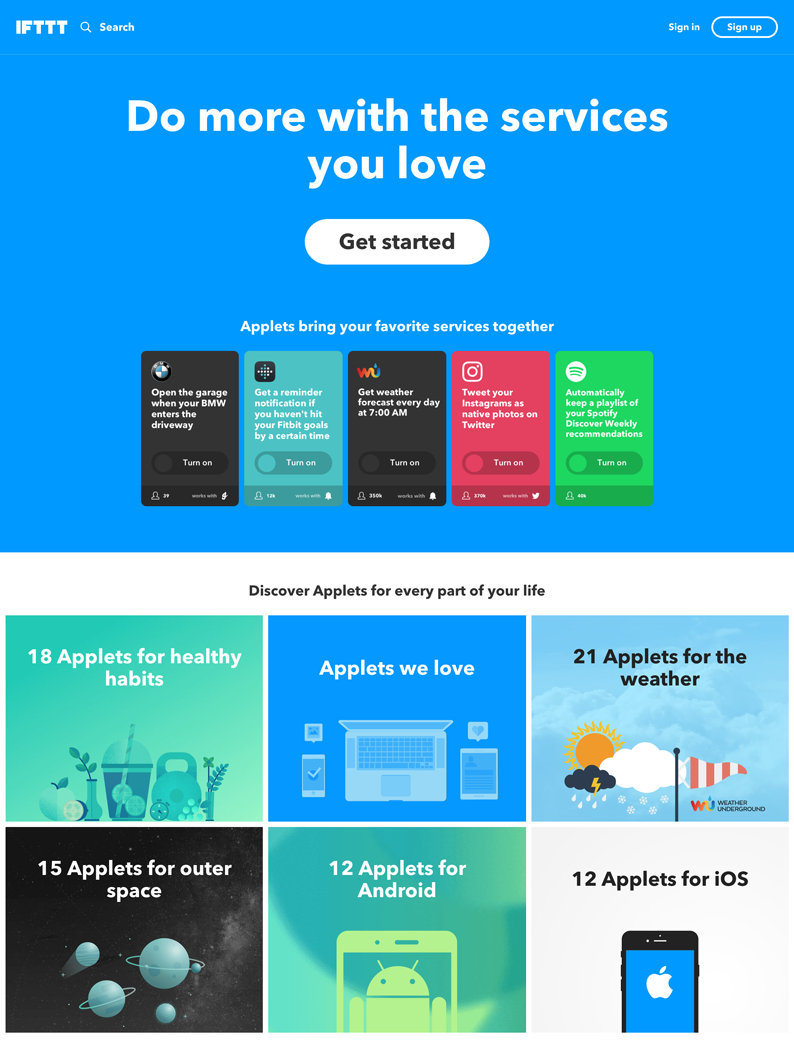 IFTTT Search Sign in Sign up
Do more with the services
you love
Get started
Applets bring your favorite services together
Open the garage
when your BMW
enters the
driveway
Turn on
39 works with
Get a reminder
notification if
you haven't hit
your Fitbit goals
by a certain time
Turn on
12k works with
Get weather
forecast every day
at 7:00 AM
Turn on
350k works with
Tweet your
Instagrams as
native photos on
Twitter
Turn on
370k works with
Automatically
keep a playlist of
your Spotify
Discover Weekly
recommendations
Turn on
40k
Discover Applets for every part of your life
18 Applets for healthy
habits
Applets we love
21 Applets for the
weather
WEATHER
UNDERGROUND
15 Applets for outer
space
12 Applets for
Android
12 Applets for iOS